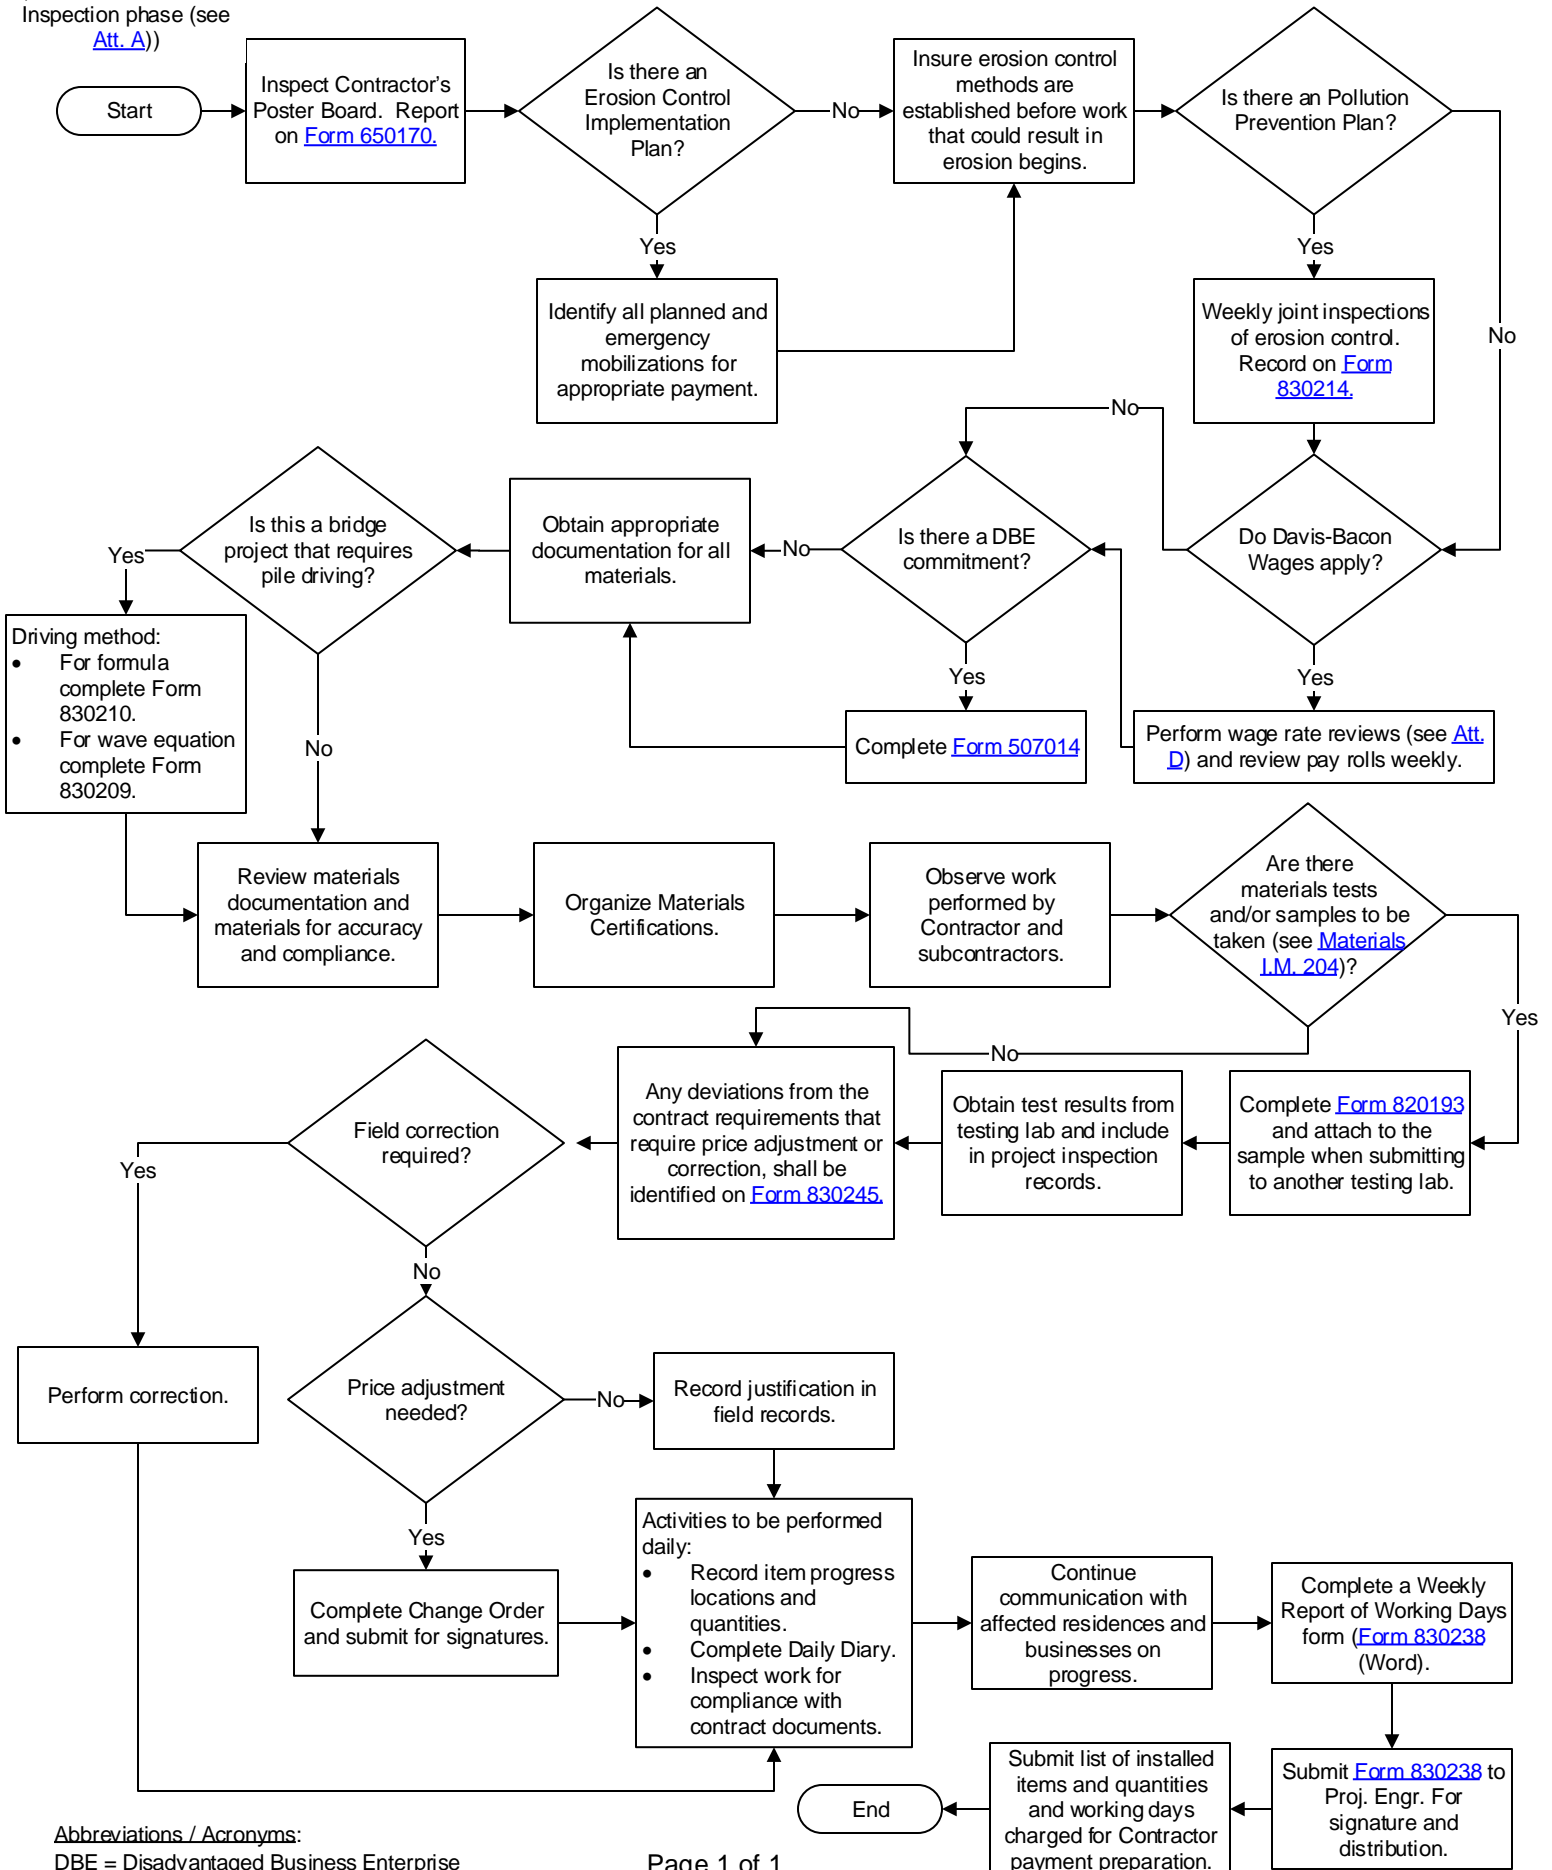 Inspection phase (see
Att. A))
Start
Inspect Contractor's
Poster Board.  Report
on Form 650170.
Is there an
Erosion Control
Implementation
Plan?
No
Insure erosion control
methods are
established before work
that could result in
erosion begins.
Is there an Pollution
Prevention Plan?
Yes
Identify all planned and
emergency
mobilizations for
appropriate payment.
Yes
Weekly joint inspections
of erosion control.
Record on Form
830214.
No
No
Is this a bridge
project that requires
pile driving?
Obtain appropriate
documentation for all
materials.
No
Is there a DBE
commitment?
Do Davis-Bacon
Wages apply?
Yes
Driving method:
• For formula
complete Form
830210.
• For wave equation
complete Form
830209.
No
Yes
Complete Form 507014
Yes
Perform wage rate reviews (see Att.
D) and review pay rolls weekly.
Review materials
documentation and
materials for accuracy
and compliance.
Organize Materials
Certifications.
Observe work
performed by
Contractor and
subcontractors.
Are there
materials tests
and/or samples to be
taken (see Materials
I.M. 204)?
Yes
No
Field correction
required?
Any deviations from the
contract requirements that
require price adjustment or
correction, shall be
identified on Form 830245.
Obtain test results from
testing lab and include
in project inspection
records.
Complete Form 820193
and attach to the
sample when submitting
to another testing lab.
Yes
No
Perform correction.
Price adjustment
needed?
No
Record justification in
field records.
Yes
Complete Change Order
and submit for signatures.
Activities to be performed
daily:
• Record item progress
locations and
quantities.
• Complete Daily Diary.
• Inspect work for
compliance with
contract documents.
Continue
communication with
affected residences and
businesses on
progress.
Complete a Weekly
Report of Working Days
form (Form 830238
(Word).
Submit Form 830238 to
Proj. Engr. For
signature and
distribution.
Submit list of installed
items and quantities
and working days
charged for Contractor
payment preparation.
End
Abbreviations / Acronyms:
DBE = Disadvantaged Business Enterprise
Page 1 of 1